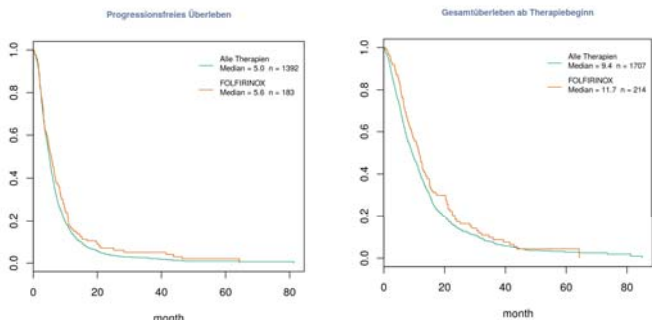 Progressionsfreies Überleben
Alle Therapien
Median = 5.0 n = 1392
FOLFIRINOX
Median = 5.6 n = 183
1.0
0.8
0.6
0.4
0.2
0.0
0 20 40 60 80
month
Gesamtüberleben ab Therapiebeginn
Alle Therapien
Median = 9.4 n = 1707
FOLFIRINOX
Median = 11.7 n = 214
1.0
0.8
0.6
0.4
0.2
0.0
0 20 40 60 80
month